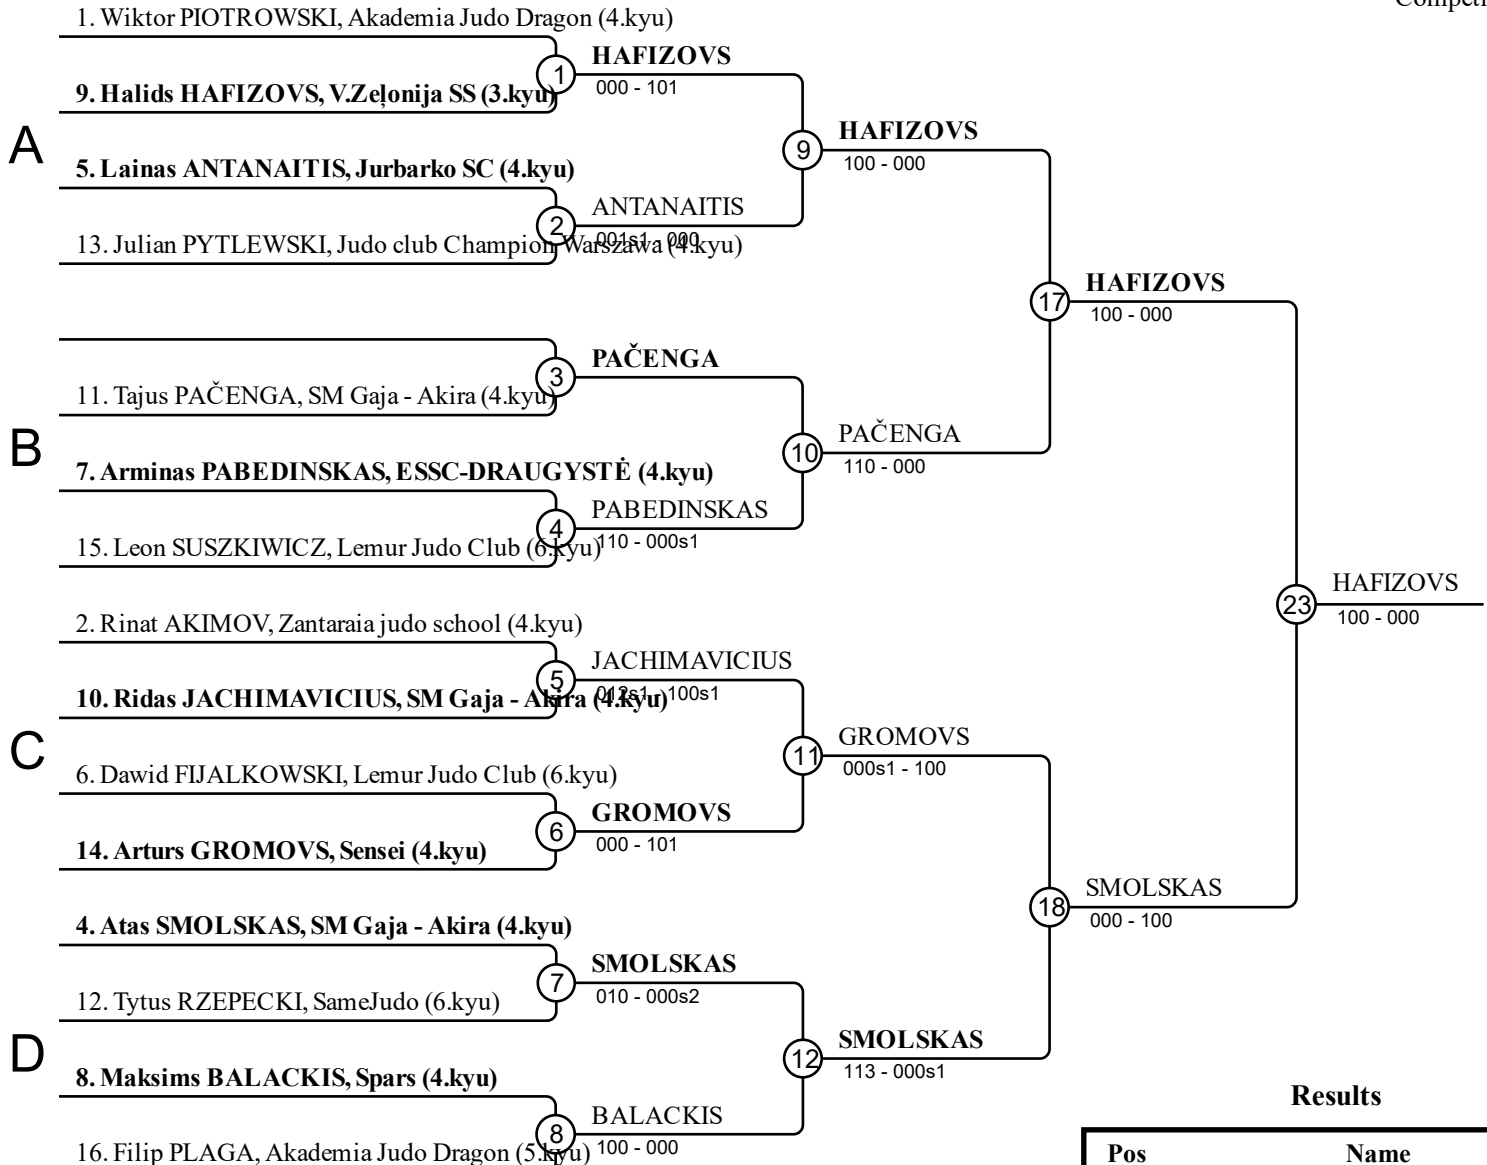 Competi
1. Wiktor PIOTROWSKI, Akademia Judo Dragon (4.kyu)
HAFIZOVS
1
000 - 101
9. Halids HAFIZOVS, V.Zeļonija SS (3.kyu)
A
HAFIZOVS
9
100 - 000
5. Lainas ANTANAITIS, Jurbarko SC (4.kyu)
ANTANAITIS
2
001s1 - 000
13. Julian PYTLEWSKI, Judo club Champion Warszawa (4.kyu)
HAFIZOVS
17
100 - 000
PAČENGA
3
11. Tajus PAČENGA, SM Gaja - Akira (4.kyu)
B
PAČENGA
10
110 - 000
7. Arminas PABEDINSKAS, ESSC-DRAUGYSTĖ (4.kyu)
PABEDINSKAS
4
110 - 000s1
15. Leon SUSZKIWICZ, Lemur Judo Club (6.kyu)
HAFIZOVS
23
100 - 000
2. Rinat AKIMOV, Zantaraia judo school (4.kyu)
JACHIMAVICIUS
5
012s1 - 100s1
10. Ridas JACHIMAVICIUS, SM Gaja - Akira (4.kyu)
C
GROMOVS
11
000s1 - 100
6. Dawid FIJALKOWSKI, Lemur Judo Club (6.kyu)
GROMOVS
6
000 - 101
14. Arturs GROMOVS, Sensei (4.kyu)
SMOLSKAS
18
000 - 100
4. Atas SMOLSKAS, SM Gaja - Akira (4.kyu)
SMOLSKAS
7
010 - 000s2
12. Tytus RZEPECKI, SameJudo (6.kyu)
D
SMOLSKAS
12
113 - 000s1
8. Maksims BALACKIS, Spars (4.kyu)
BALACKIS
8
100 - 000
16. Filip PLAGA, Akademia Judo Dragon (5.kyu)
Results
Pos Name